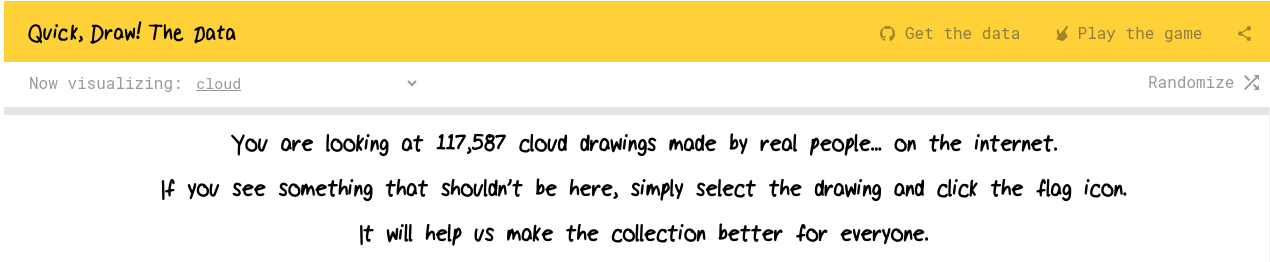 Quick, Draw! The Data
Get the data
Play the game
Now visualizing: cloud
Randomize
You are looking at 117,587 cloud drawings made by real people... on the internet.
If you see something that shouldn't be here, simply select the drawing and click the flag icon.
It will help us make the collection better for everyone.